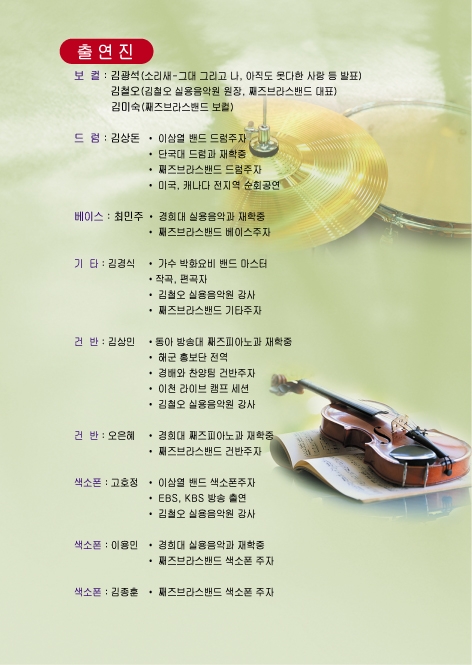 출연진
보 컬 : 김광석(소리새-그대 그리고 나, 아직도 못다한 사랑 등 발표)
김철오(김철오 실용음악원 원장, 째즈브라스밴드 대표)
김미숙(째즈브라스밴드 보컬)
드 럼 : 김상돈 • 이삼열 밴드 드럼주자
• 단국대 드럼과 재학중
• 째즈브라스밴드 드럼주자
• 미국, 캐나다 전지역 순회공연
베이스 : 최민주 • 경희대 실용음악과 재학중
• 째즈브라스밴드 베이스주자
기 타 : 김경식 • 가수 박화요비 밴드 마스터
• 작곡, 편곡자
• 김철오 실용음악원 강사
• 째즈브라스밴드 기타주자
건 반 : 김상민 • 동아 방송대 째즈피아노과 재학중
• 해군 홍보단 전역
• 경배와 찬양팀 건반주자
• 이천 라이브 캠프 세션
• 김철오 실용음악원 강사
건 반 : 오은혜 • 경희대 째즈피아노과 재학중
• 째즈브라스밴드 건반주자
색소폰 : 고호정 • 이삼열 밴드 색소폰주자
• EBS, KBS 방송 출연
• 김철오 실용음악원 강사
색소폰 : 이용민 • 경희대 실용음악과 재학중
• 째즈브라스밴드 색소폰 주자
색소폰 : 김종훈 • 째즈브라스밴드 색소폰 주자